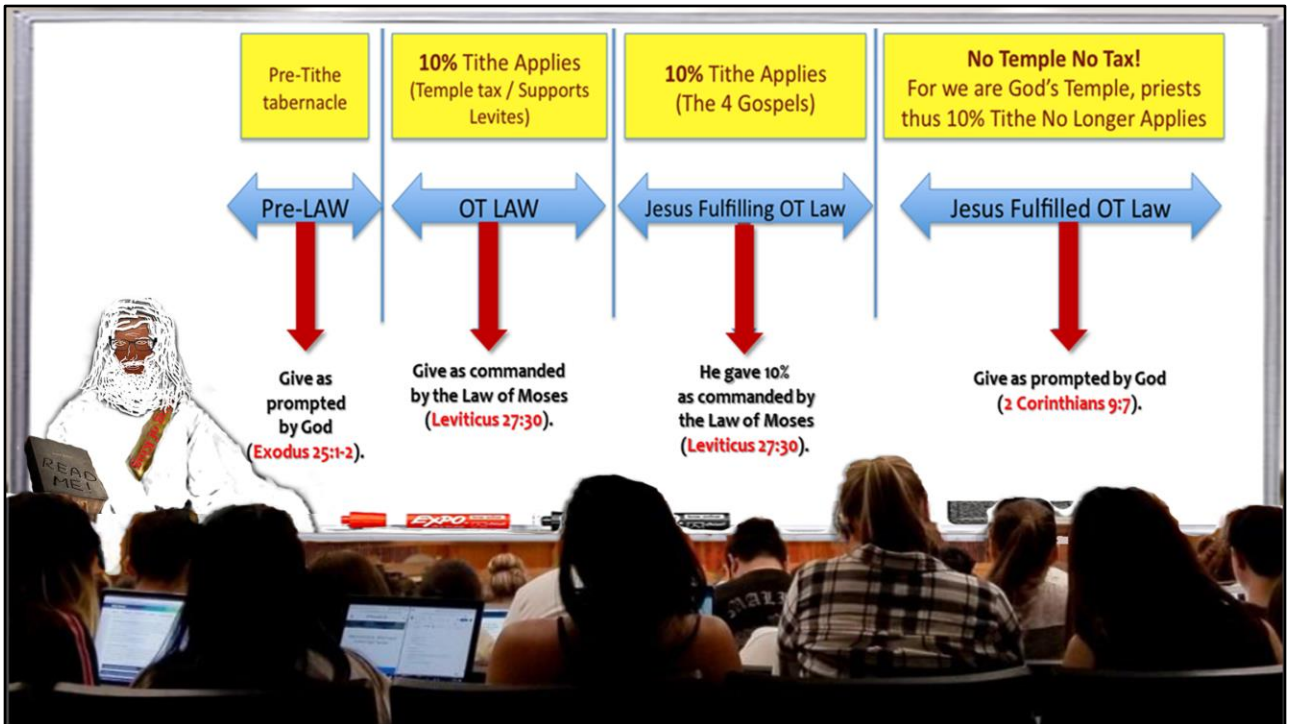 Pre-Tithe
tabernacle
10% Tithe Applies
(Temple tax / Supports
Levites)
10% Tithe Applies
(The 4 Gospels)
No Temple No Tax!
For we are God's Temple, priests
thus 10% Tithe No Longer Applies
Pre-LAW
OT LAW
Jesus Fulfilling OT Law
Jesus Fulfilled OT Law
Give as
prompted
by God
(Exodus 25:1-2).
Give as commanded
by the Law of Moses
(Leviticus 27:30).
He gave 10%
as commanded by
the Law of Moses
(Leviticus 27:30).
Give as prompted by God
(2 Corinthians 9:7).
READ
ME!
EXPO